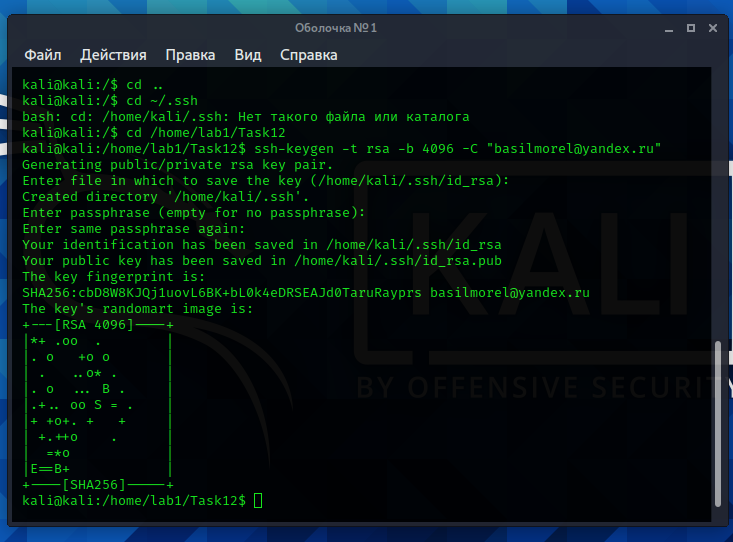 Оболочка №1
Файл Действия Правка Вид Справка
kali@kali:/$ cd ..
kali@kali:/$ cd ~/.ssh
bash: cd: /home/kali/.ssh: Нет такого файла или каталога
kali@kali:/$ cd /home/lab1/Task12
kali@kali:/home/lab1/Task12$ ssh-keygen -t rsa -b 4096 -C "basilmorel@yandex.ru"
Generating public/private rsa key pair.
Enter file in which to save the key (/home/kali/.ssh/id_rsa):
Created directory '/home/kali/.ssh'.
Enter passphrase (empty for no passphrase):
Enter same passphrase again:
Your identification has been saved in /home/kali/.ssh/id_rsa
Your public key has been saved in /home/kali/.ssh/id_rsa.pub
The key fingerprint is:
SHA256:cbD8W8KJQj1uovL6BK+bL0k4eDRSEAJd0TaruRayprs basilmorel@yandex.ru
The key's randomart image is:
+---[RSA 4096]----+
|*+ .oo  .        |
|. o   +o o       |
| .   ..o* .      |
|. o   ... B .     |
|.+.. oo S = .    |
|+ +o+. +   +     |
| +.++o    .      |
|  =*o            |
|E==B+            |
+----[SHA256]-----+
kali@kali:/home/lab1/Task12$
KALI
BY OFFENSIVE SECURITY